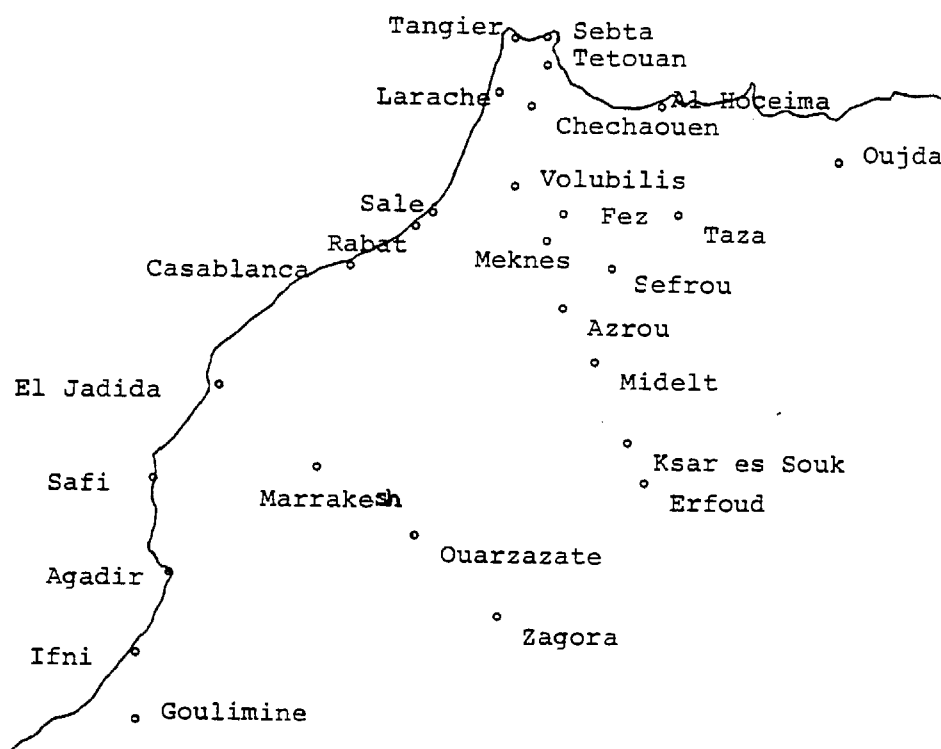 Tangier
Sebta
Tetouan
Larache
Al Hoceima
Chechaouen
Oujda
Volubilis
Sale
Fez
Taza
Rabat
Meknes
Casablanca
Sefrou
Azrou
Midelt
El Jadida
Ksar es Souk
Safi
Marrakesh
Erfoud
Ouarzazate
Agadir
Zagora
Ifni
Goulimine